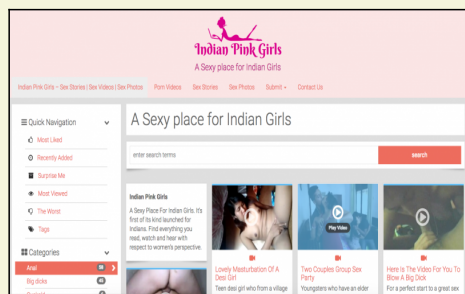 Indian Pink Girls
A Sexy place for Indian Girls
Indian Pink Girls – Sex Stories | Sex Videos | Sex Photos Porn Videos Sex Stories Sex Photos Submit Contact Us
Quick Navigation
Most Liked
Recently Added
Surprise Me
Most Viewed
The Worst
Tags
Categories
Anal
Big dicks
A Sexy place for Indian Girls
enter search terms search
Indian Pink Girls
A Sexy Place For Indian Girls. It's
first of its kind launched for
Indians. Find everything you
read, watch and hear with
respect to women's perspective.
Lovely Masturbation Of A
Desi Girl
Teen desi girl who from a village
Play Video
Two Couples Group Sex
Party
Youngsters who have an elder
Here Is The Video For You To
Blow A Big Dick
For a perfect start to a great sex